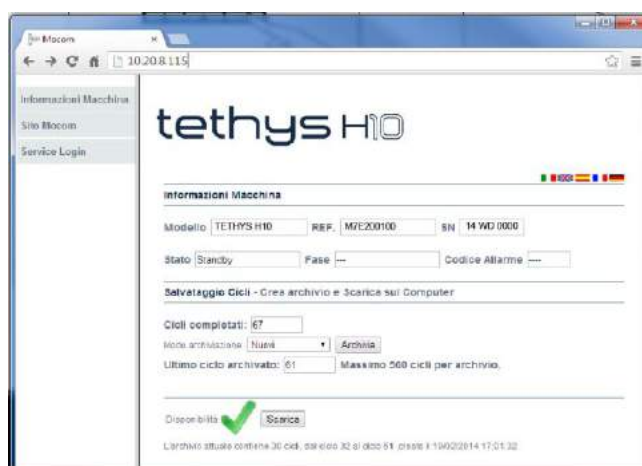 Mocom
10.20.8.115
Informazioni Macchina
Sito Mocom
Service Login
tethys H10
Informazioni Macchina
Modello TETHYS H10 REF. M7E200100 SN 14 WD 0000
Stato Standby Fase --- Codice Allarme ----
Salvataggio Cicli - Crea archivio e Scarica sul Computer
Cicli completati: 67
Modo archiviazione Nuovi Archivia
Ultimo ciclo archivato: 61 Massimo 500 cicli per archivio.
Disponibilità Scarica
L'archivio attuale contiene 30 cicli, dal ciclo 32 al ciclo 61, creato il 19/02/2014 17:01:32